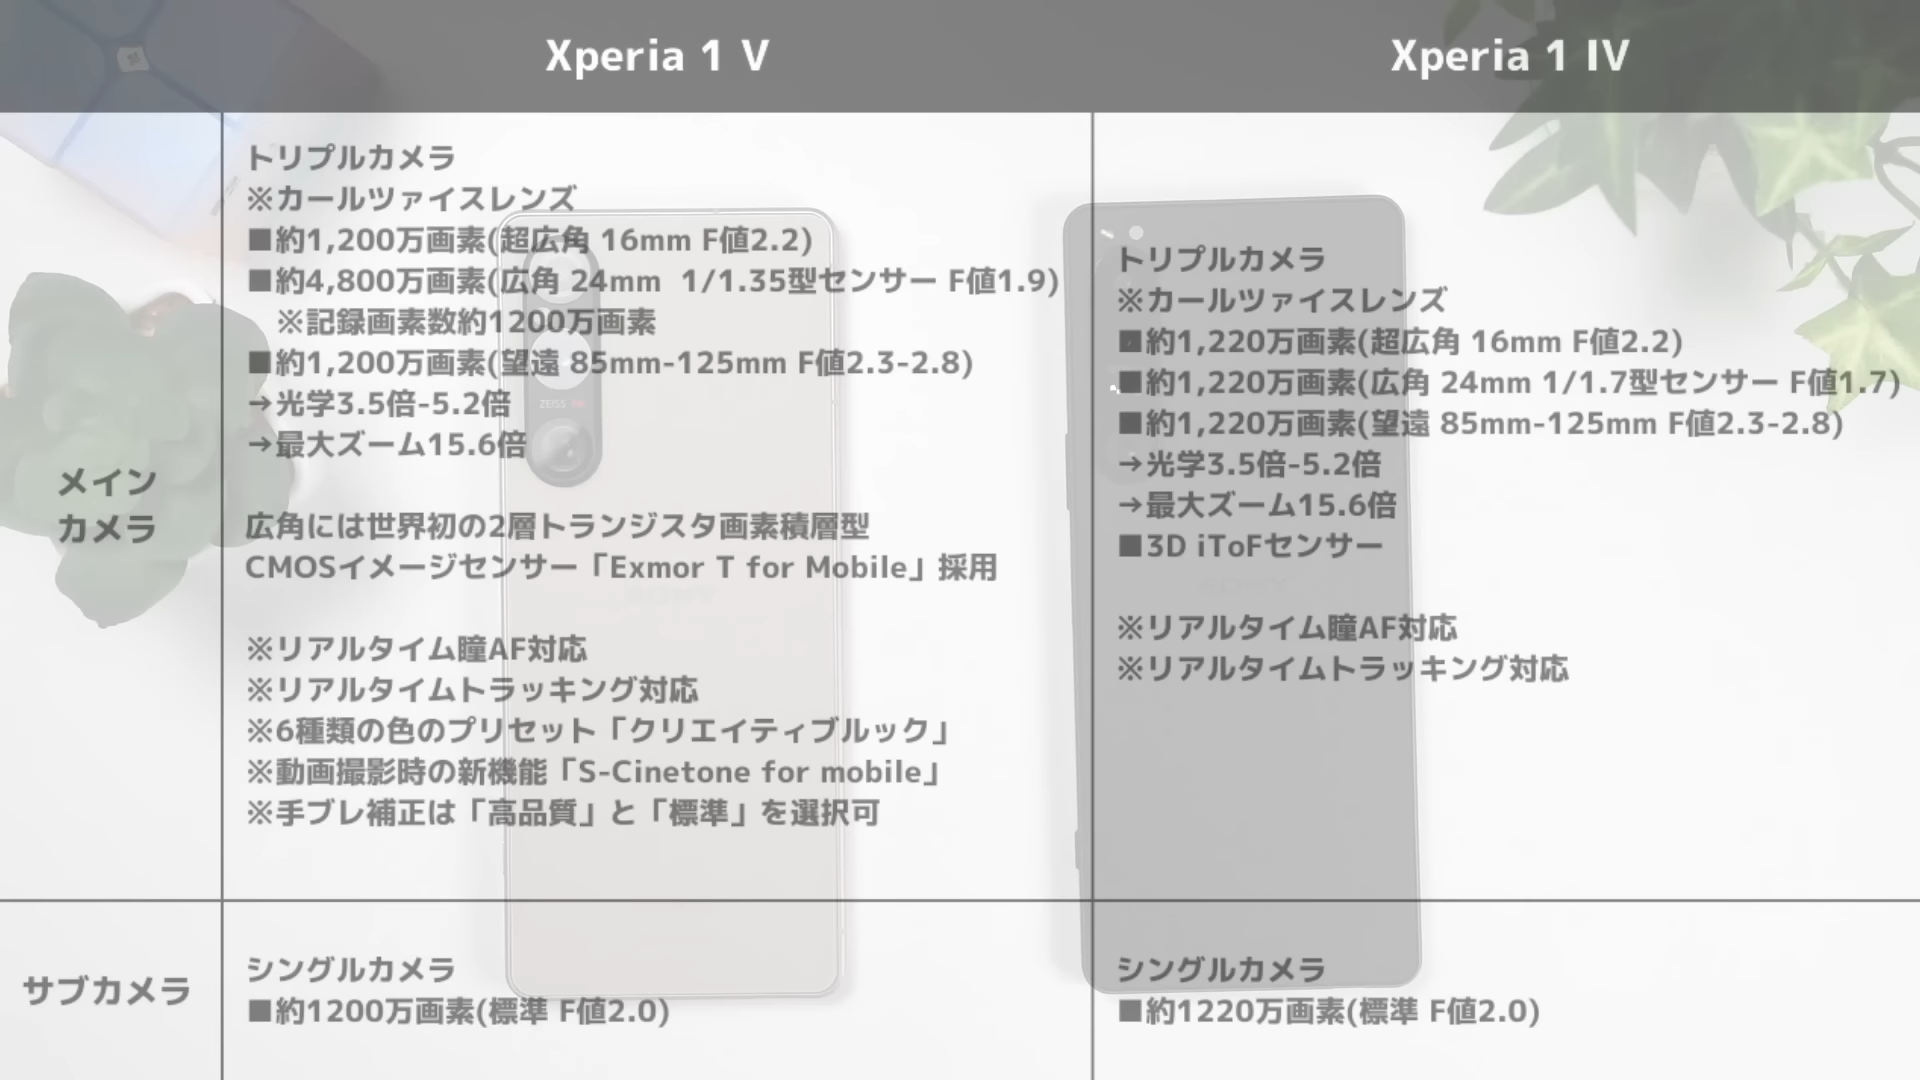 Xperia 1 V
Xperia 1 IV
メイン
カメラ
トリプルカメラ
※カールツァイスレンズ
■約1,200万画素(超広角 16mm F値2.2)
■約4,800万画素(広角 24mm 1/1.35型センサー F値1.9)
※記録画素数約1200万画素
■約1,200万画素(望遠 85mm-125mm F値2.3-2.8)
→光学3.5倍-5.2倍
→最大ズーム15.6倍
広角には世界初の2層トランジスタ画素積層型
CMOSイメージセンサー「Exmor T for Mobile」採用
※リアルタイム瞳AF対応
※リアルタイムトラッキング対応
※6種類の色のプリセット「クリエイティブルック」
※動画撮影時の新機能「S-Cinetone for mobile」
※手ブレ補正は「高品質」と「標準」を選択可
トリプルカメラ
※カールツァイスレンズ
■約1,220万画素(超広角 16mm F値2.2)
■約1,220万画素(広角 24mm 1/1.7型センサー F値1.7)
■約1,220万画素(望遠 85mm-125mm F値2.3-2.8)
→光学3.5倍-5.2倍
→最大ズーム15.6倍
■3D iToFセンサー
※リアルタイム瞳AF対応
※リアルタイムトラッキング対応
サブカメラ
シングルカメラ
■約1200万画素(標準 F値2.0)
シングルカメラ
■約1220万画素(標準 F値2.0)
ZEISS
SONY